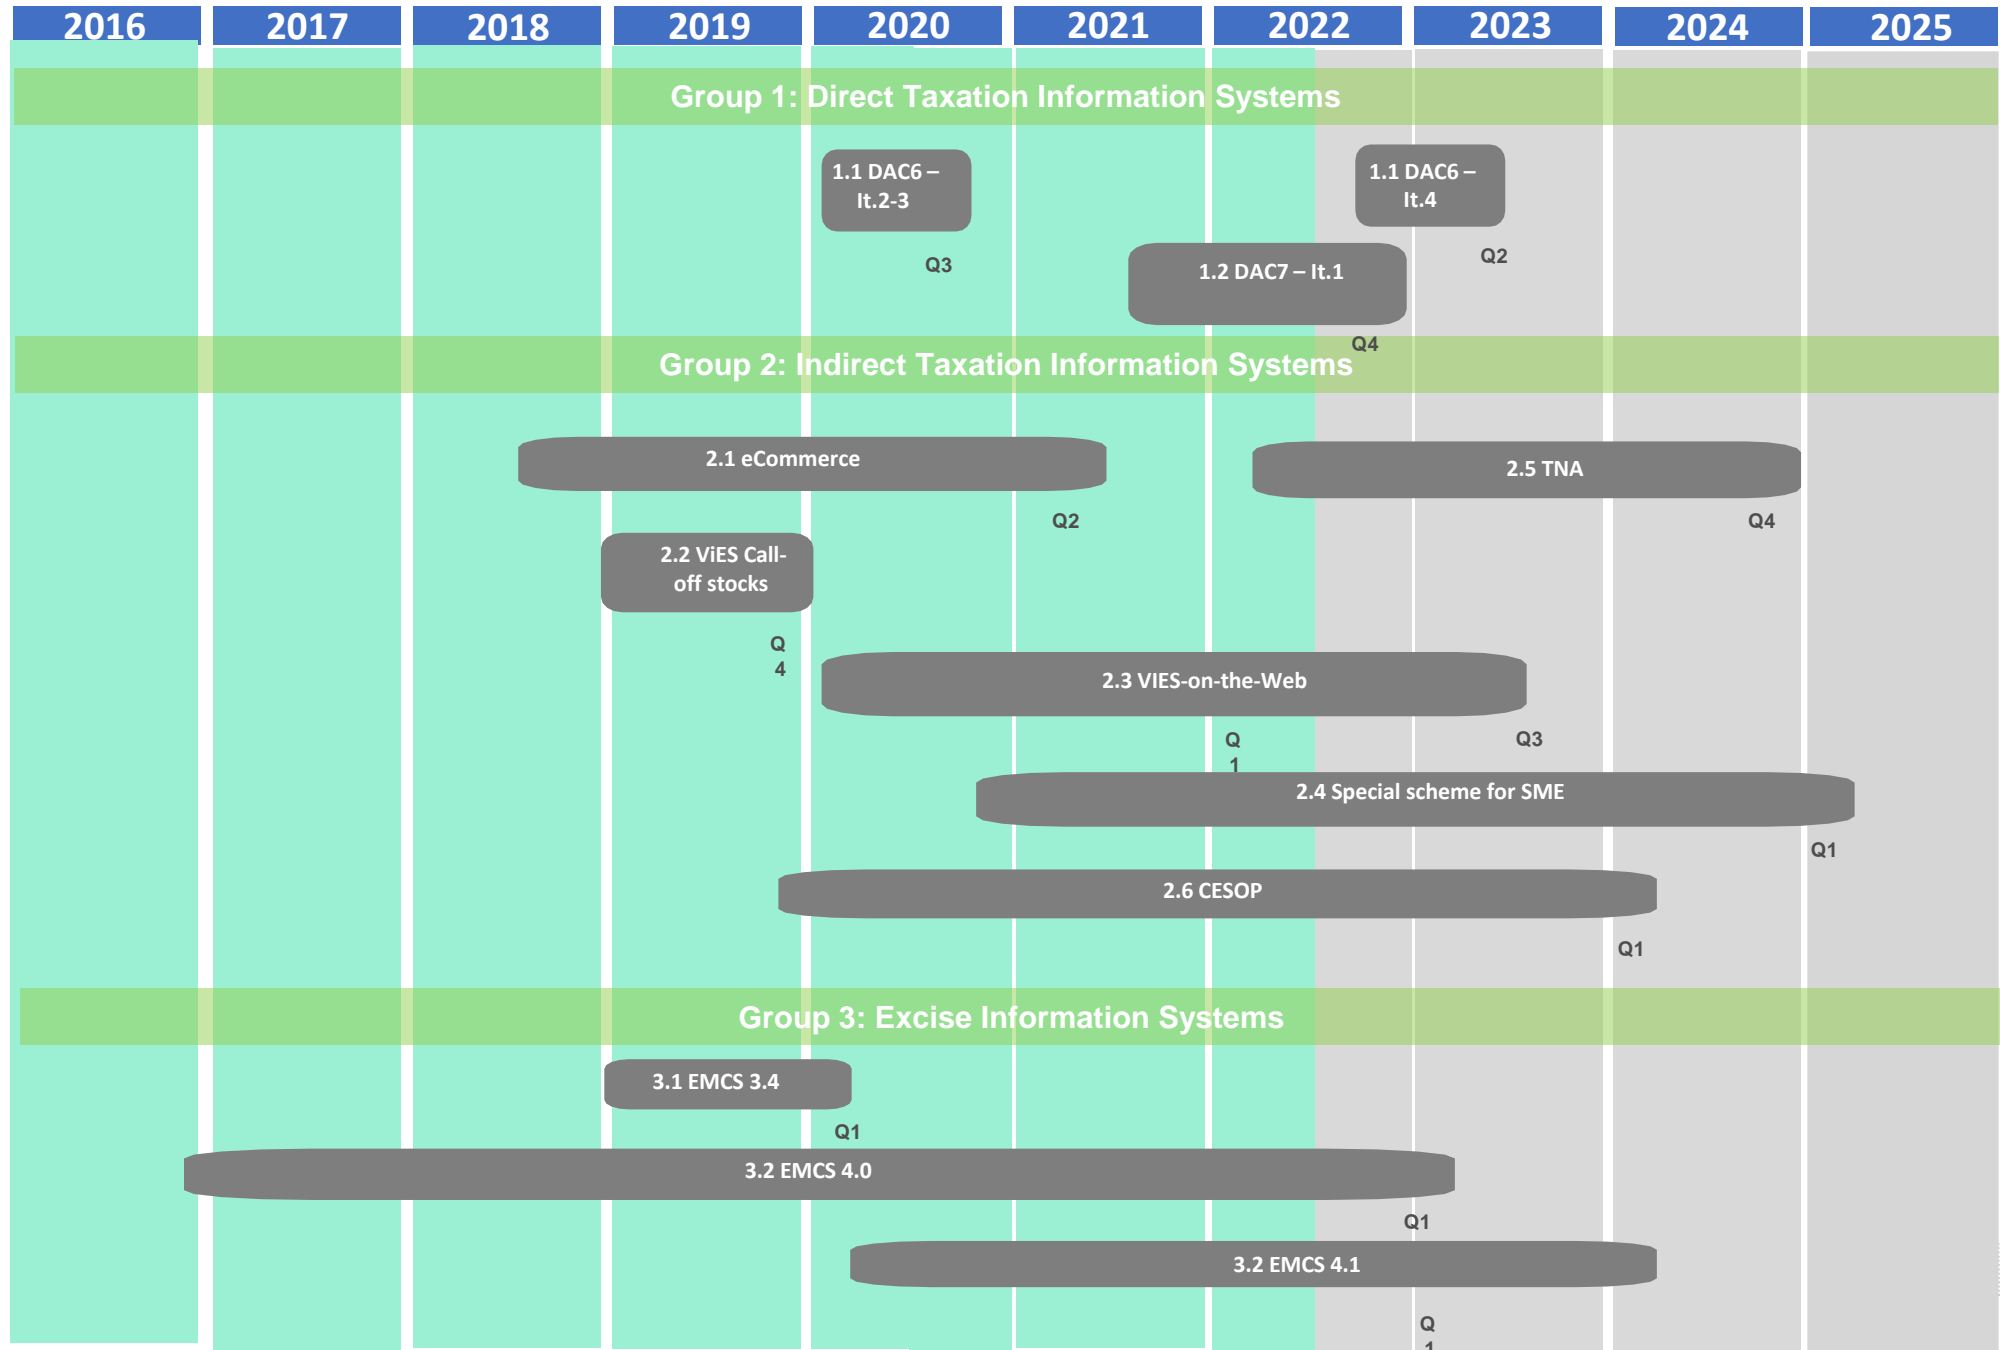 2016 2017 2018 2019 2020 2021 2022 2023 2024 2025
Group 1: Direct Taxation Information Systems
1.1 DAC6 –
It.2-3
1.1 DAC6 –
It.4
Q3
Q2
1.2 DAC7 – It.1
Q4
Group 2: Indirect Taxation Information Systems
2.1 eCommerce
2.5 TNA
Q2
Q4
2.2 ViES Call-
off stocks
Q
4
2.3 VIES-on-the-Web
Q
1
Q3
2.4 Special scheme for SME
Q1
2.6 CESOP
Q1
Group 3: Excise Information Systems
3.1 EMCS 3.4
Q1
3.2 EMCS 4.0
Q1
3.2 EMCS 4.1
Q
1